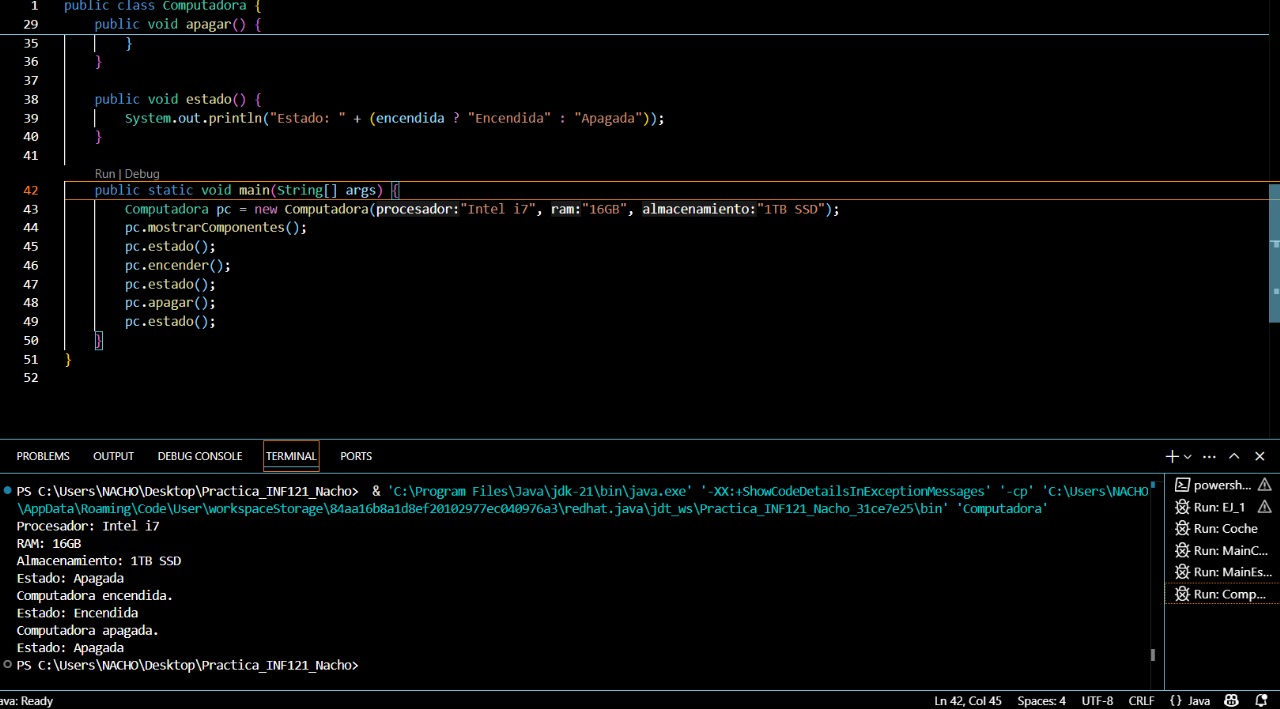 1 public class Computadora {
29 public void apagar() {
35 }
36 }
37
38 public void estado() {
39 System.out.println("Estado: " + (encendida ? "Encendida" : "Apagada"));
40 }
41
Run | Debug
42 public static void main(String[] args) {
43 Computadora pc = new Computadora(procesador:"Intel i7", ram:"16GB", almacenamiento:"1TB SSD");
44 pc.mostrarComponentes();
45 pc.estado();
46 pc.encender();
47 pc.estado();
48 pc.apagar();
49 pc.estado();
50 }
51 }
52
PROBLEMS OUTPUT DEBUG CONSOLE TERMINAL PORTS
PS C:\Users\NACHO\Desktop\Practica_INF121_Nacho> & 'C:\Program Files\Java\jdk-21\bin\java.exe' '-XX:+ShowCodeDetailsInExceptionMessages' '-cp' 'C:\Users\NACHO
\AppData\Roaming\Code\User\workspaceStorage\84aa16b8a1d8ef20102977ec040976a3\redhat.java\jdt_ws\Practica_INF121_Nacho_31ce7e25\bin' 'Computadora'
Procesador: Intel i7
RAM: 16GB
Almacenamiento: 1TB SSD
Estado: Apagada
Computadora encendida.
Estado: Encendida
Computadora apagada.
Estado: Apagada
PS C:\Users\NACHO\Desktop\Practica_INF121_Nacho>
powersh...
Run: EJ_1
Run: Coche
Run: MainC...
Run: MainEs...
Run: Comp...
ava: Ready Ln 42, Col 45 Spaces: 4 UTF-8 CRLF {} Java